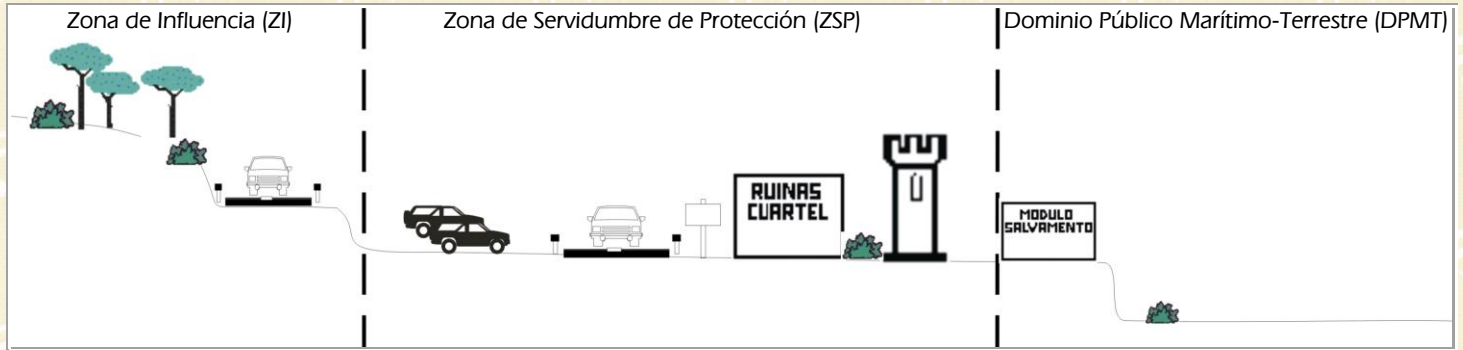 Zona de Influencia (ZI)
Zona de Servidumbre de Protección (ZSP)
Dominio Público Marítimo-Terrestre (DPMT)
RUINAS
CUARTEL
MODULO
SALVAMENTO